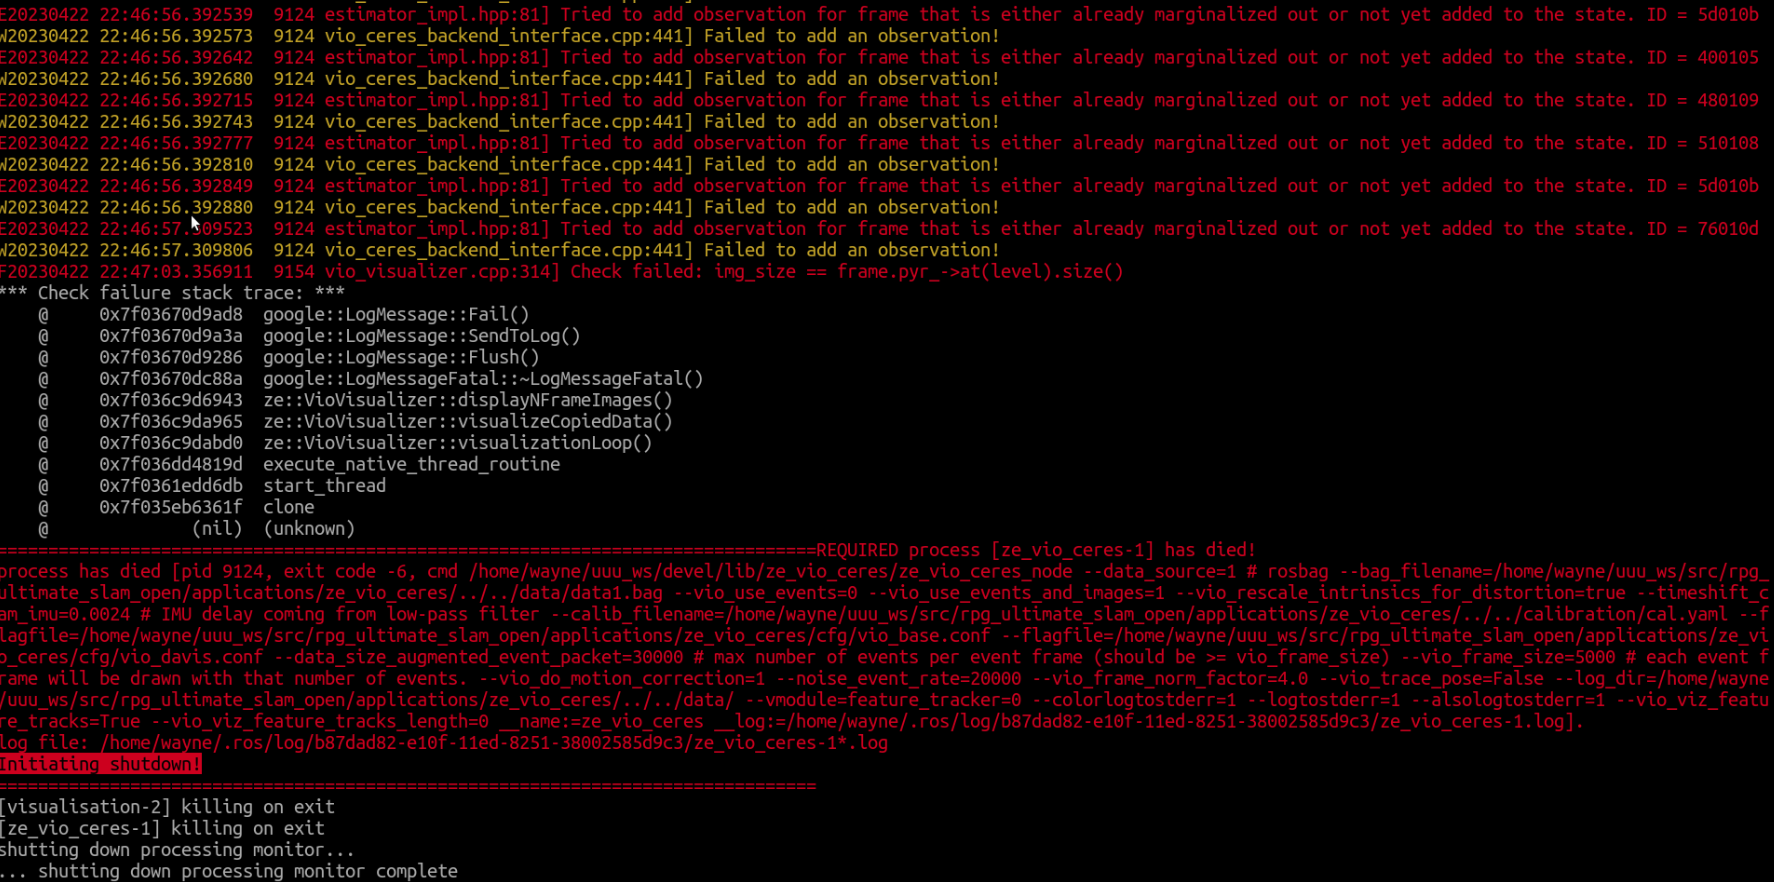 E20230422 22:46:56.392539  9124 estimator_impl.hpp:81] Tried to add observation for frame that is either already marginalized out or not yet added to the state. ID = 5d010b
W20230422 22:46:56.392573  9124 vio_ceres_backend_interface.cpp:441] Failed to add an observation!
E20230422 22:46:56.392642  9124 estimator_impl.hpp:81] Tried to add observation for frame that is either already marginalized out or not yet added to the state. ID = 400105
W20230422 22:46:56.392680  9124 vio_ceres_backend_interface.cpp:441] Failed to add an observation!
E20230422 22:46:56.392715  9124 estimator_impl.hpp:81] Tried to add observation for frame that is either already marginalized out or not yet added to the state. ID = 480109
W20230422 22:46:56.392743  9124 vio_ceres_backend_interface.cpp:441] Failed to add an observation!
E20230422 22:46:56.392777  9124 estimator_impl.hpp:81] Tried to add observation for frame that is either already marginalized out or not yet added to the state. ID = 510108
W20230422 22:46:56.392810  9124 vio_ceres_backend_interface.cpp:441] Failed to add an observation!
E20230422 22:46:56.392849  9124 estimator_impl.hpp:81] Tried to add observation for frame that is either already marginalized out or not yet added to the state. ID = 5d010b
W20230422 22:46:56.392880  9124 vio_ceres_backend_interface.cpp:441] Failed to add an observation!
E20230422 22:46:57.309523  9124 estimator_impl.hpp:81] Tried to add observation for frame that is either already marginalized out or not yet added to the state. ID = 76010d
W20230422 22:46:57.309806  9124 vio_ceres_backend_interface.cpp:441] Failed to add an observation!
F20230422 22:47:03.356911  9154 vio_visualizer.cpp:314] Check failed: img_size == frame.pyr_->at(level).size()
*** Check failure stack trace: ***
    @     0x7f03670d9ad8  google::LogMessage::Fail()
    @     0x7f03670d9a3a  google::LogMessage::SendToLog()
    @     0x7f03670d9286  google::LogMessage::Flush()
    @     0x7f03670dc88a  google::LogMessageFatal::~LogMessageFatal()
    @     0x7f036c9d6943  ze::VioVisualizer::displayNFrameImages()
    @     0x7f036c9da965  ze::VioVisualizer::visualizeCopiedData()
    @     0x7f036c9dabd0  ze::VioVisualizer::visualizationLoop()
    @     0x7f036dd4819d  execute_native_thread_routine
    @     0x7f0361edd6db  start_thread
    @     0x7f035eb6361f  clone
    @              (nil)  (unknown)
================================================================================REQUIRED process [ze_vio_ceres-1] has died!
process has died [pid 9124, exit code -6, cmd /home/wayne/uuu_ws/devel/lib/ze_vio_ceres/ze_vio_ceres_node --data_source=1 # rosbag --bag_filename=/home/wayne/uuu_ws/src/rpg_
ultimate_slam_open/applications/ze_vio_ceres/../../data/data1.bag --vio_use_events=0 --vio_use_events_and_images=1 --vio_rescale_intrinsics_for_distortion=true --timeshift_c
am_imu=0.0024 # IMU delay coming from low-pass filter --calib_filename=/home/wayne/uuu_ws/src/rpg_ultimate_slam_open/applications/ze_vio_ceres/../../calibration/cal.yaml --f
lagfile=/home/wayne/uuu_ws/src/rpg_ultimate_slam_open/applications/ze_vio_ceres/cfg/vio_base.conf --flagfile=/home/wayne/uuu_ws/src/rpg_ultimate_slam_open/applications/ze_vi
o_ceres/cfg/vio_davis.conf --data_size_augmented_event_packet=30000 # max number of events per event frame (should be >= vio_frame_size) --vio_frame_size=5000 # each event f
rame will be drawn with that number of events. --vio_do_motion_correction=1 --noise_event_rate=20000 --vio_frame_norm_factor=4.0 --vio_trace_pose=False --log_dir=/home/wayne
/uuu_ws/src/rpg_ultimate_slam_open/applications/ze_vio_ceres/../../data/ --vmodule=feature_tracker=0 --colorlogtostderr=1 --logtostderr=1 --alsologtostderr=1 --vio_viz_featu
re_tracks=True --vio_viz_feature_tracks_length=0 __name:=ze_vio_ceres __log:=/home/wayne/.ros/log/b87dad82-e10f-11ed-8251-38002585d9c3/ze_vio_ceres-1.log].
log file: /home/wayne/.ros/log/b87dad82-e10f-11ed-8251-38002585d9c3/ze_vio_ceres-1*.log
Initiating shutdown!
================================================================================
[visualisation-2] killing on exit
[ze_vio_ceres-1] killing on exit
shutting down processing monitor...
... shutting down processing monitor complete